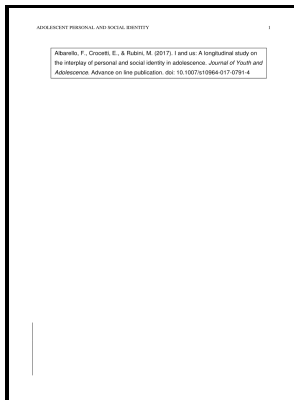 ADOLESCENT PERSONAL AND SOCIAL IDENTITY 1
Albarello, F., Crocetti, E., & Rubini, M. (2017). I and us: A longitudinal study on
the interplay of personal and social identity in adolescence. Journal of Youth and
Adolescence. Advance on line publication. doi: 10.1007/s10964-017-0791-4